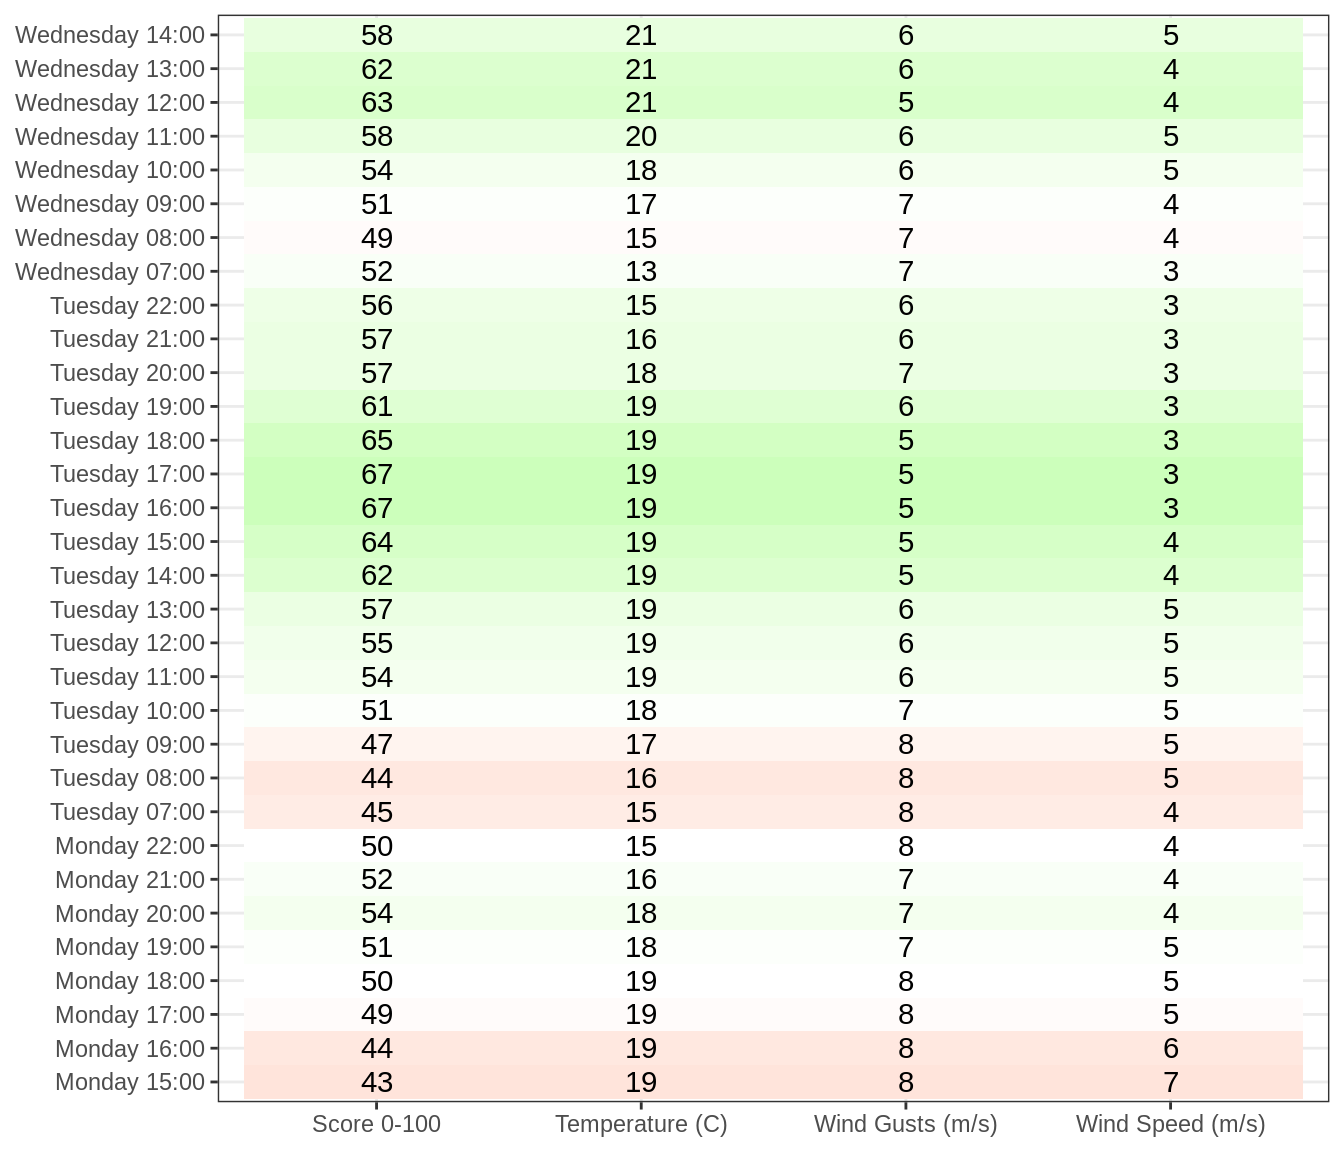 Wednesday 14:00 58 21 6 5
Wednesday 13:00 62 21 6 4
Wednesday 12:00 63 21 5 4
Wednesday 11:00 58 20 6 5
Wednesday 10:00 54 18 6 5
Wednesday 09:00 51 17 7 4
Wednesday 08:00 49 15 7 4
Wednesday 07:00 52 13 7 3
Tuesday 22:00 56 15 6 3
Tuesday 21:00 57 16 6 3
Tuesday 20:00 57 18 7 3
Tuesday 19:00 61 19 6 3
Tuesday 18:00 65 19 5 3
Tuesday 17:00 67 19 5 3
Tuesday 16:00 67 19 5 3
Tuesday 15:00 64 19 5 4
Tuesday 14:00 62 19 5 4
Tuesday 13:00 57 19 6 5
Tuesday 12:00 55 19 6 5
Tuesday 11:00 54 19 6 5
Tuesday 10:00 51 18 7 5
Tuesday 09:00 47 17 8 5
Tuesday 08:00 44 16 8 5
Tuesday 07:00 45 15 8 4
Monday 22:00 50 15 8 4
Monday 21:00 52 16 7 4
Monday 20:00 54 18 7 4
Monday 19:00 51 18 7 5
Monday 18:00 50 19 8 5
Monday 17:00 49 19 8 5
Monday 16:00 44 19 8 6
Monday 15:00 43 19 8 7
Score 0-100 Temperature (C) Wind Gusts (m/s) Wind Speed (m/s)